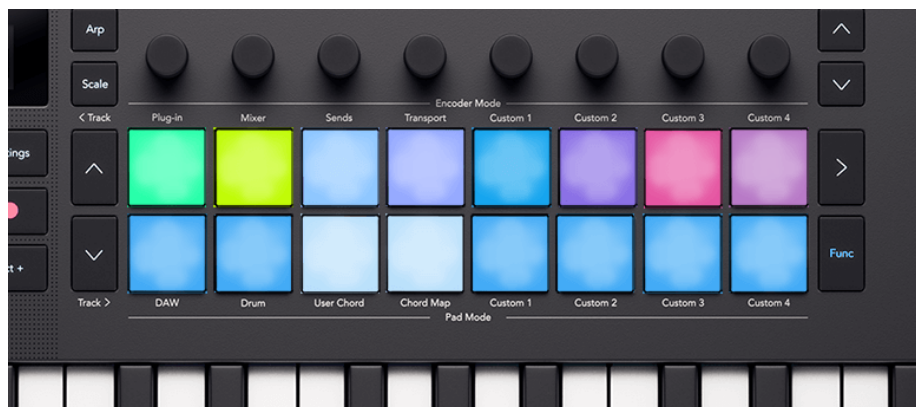 Arp
Scale
Encoder Mode
< Track Plug-in Mixer Sends Transport Custom 1 Custom 2 Custom 3 Custom 4
Func
Track > DAW Drum User Chord Chord Map Custom 1 Custom 2 Custom 3 Custom 4
Pad Mode